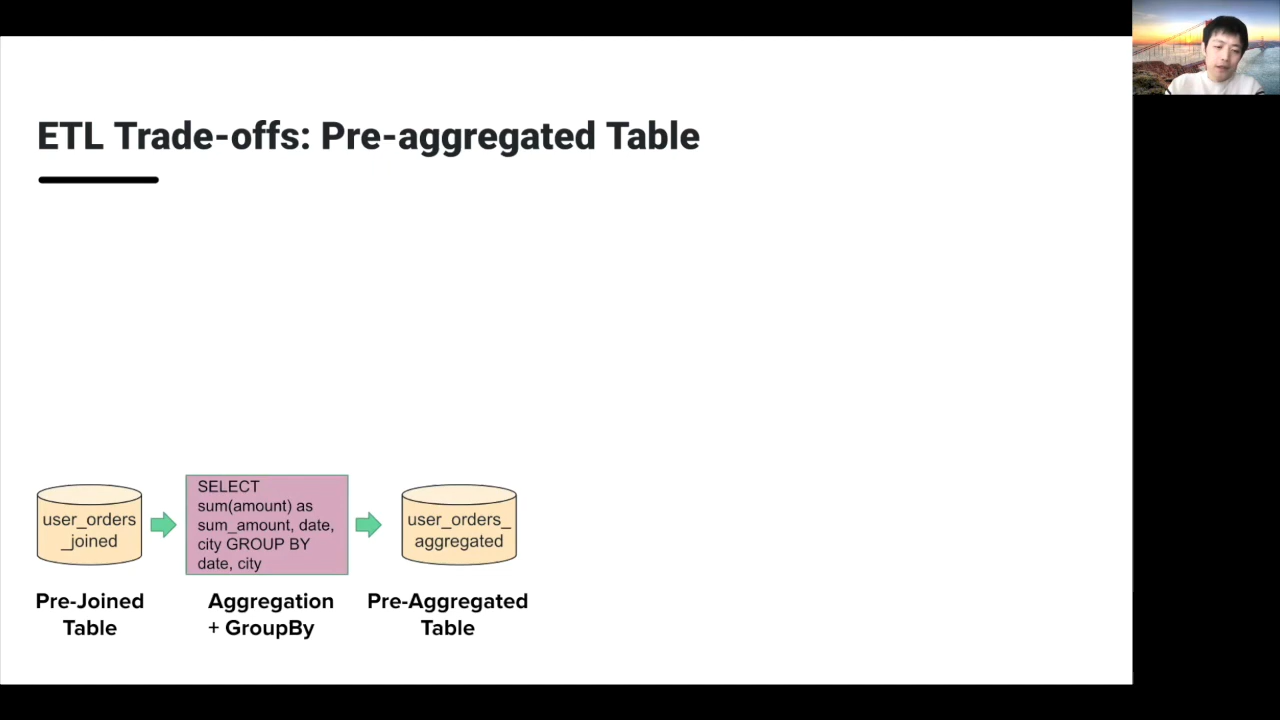 ETL Trade-offs: Pre-aggregated Table
user_orders
_joined
SELECT
sum(amount) as
sum_amount, date,
city GROUP BY
date, city
user_orders_
aggregated
Pre-Joined
Table
Aggregation
+ GroupBy
Pre-Aggregated
Table